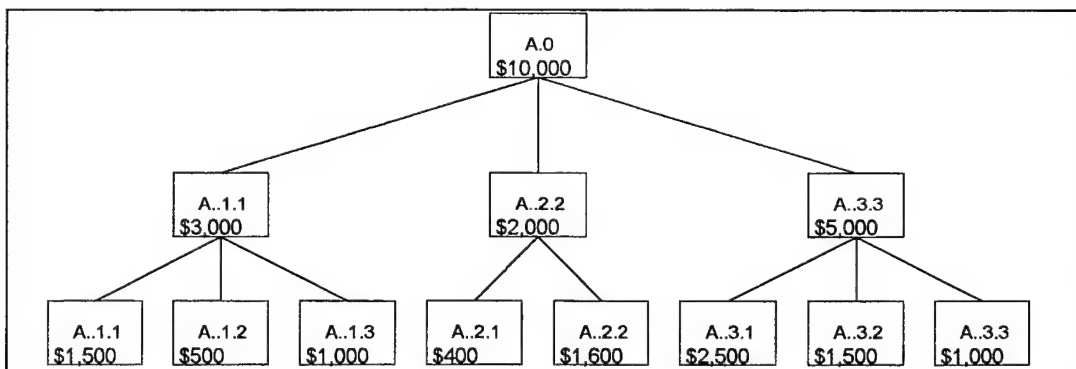 A.0
$10,000
A..1.1
$3,000
A..2.2
$2,000
A..3.3
$5,000
A..1.1
$1,500
A..1.2
$500
A..1.3
$1,000
A..2.1
$400
A..2.2
$1,600
A..3.1
$2,500
A..3.2
$1,500
A..3.3
$1,000